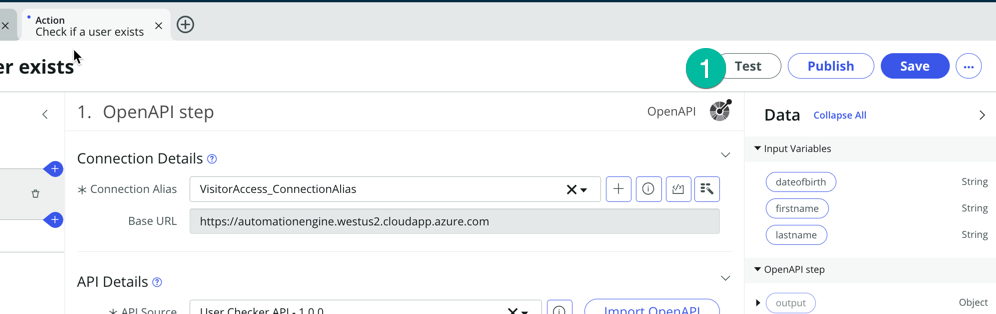 Action
Check if a user exists
er exists
1
Test
Publish
Save
...
1. OpenAPI step
OpenAPI
Data
Collapse All
Connection Details ?
Input Variables
* Connection Alias
VisitorAccess_ConnectionAlias
dateofbirth
String
Base URL
https://automationengine.westus2.cloudapp.azure.com
firstname
String
lastname
String
API Details ?
OpenAPI step
* API Source
User Checker API - 1.0.0
Import OpenAPI
output
Object